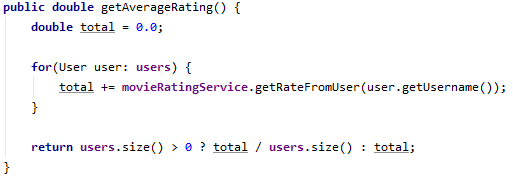 public double getAverageRating() {
double total = 0.0;
for(User user: users) {
total += movieRatingService.getRateFromUser(user.getUsername());
}
return users.size() > 0 ? total / users.size() : total;
}